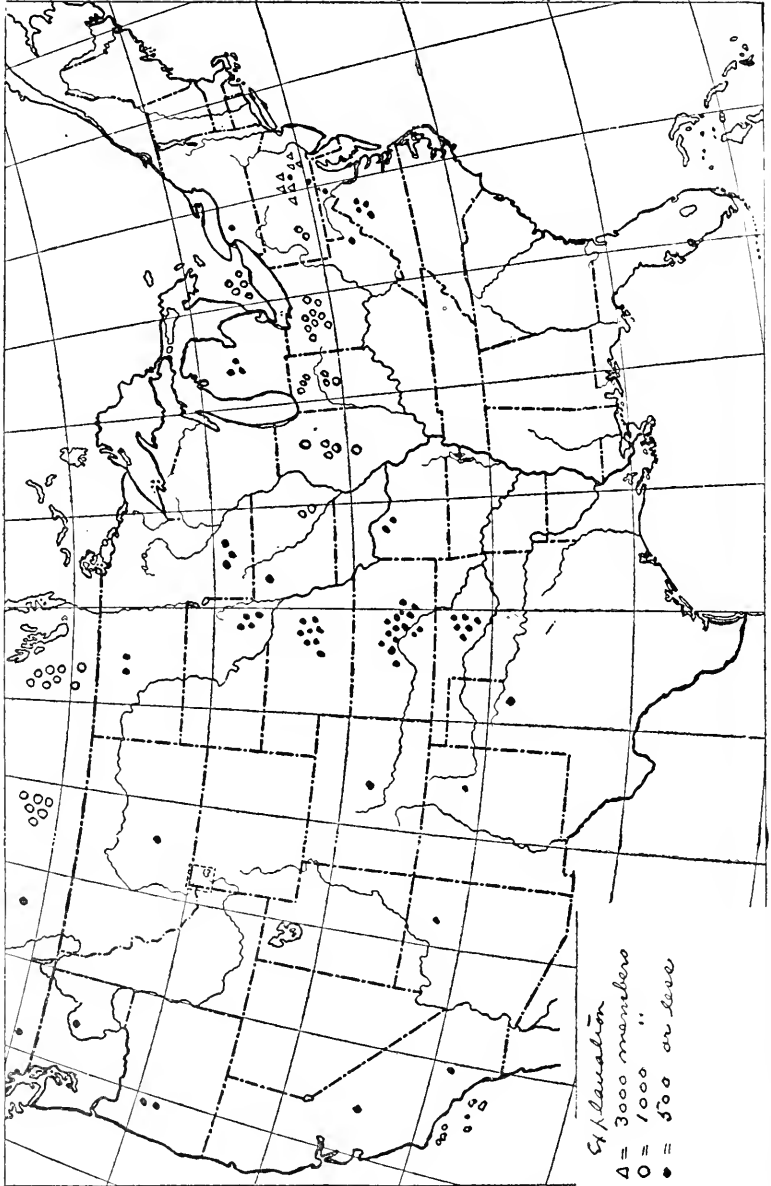 Explanation
Δ = 3000 members
O = 1000 "
● = 500 or less